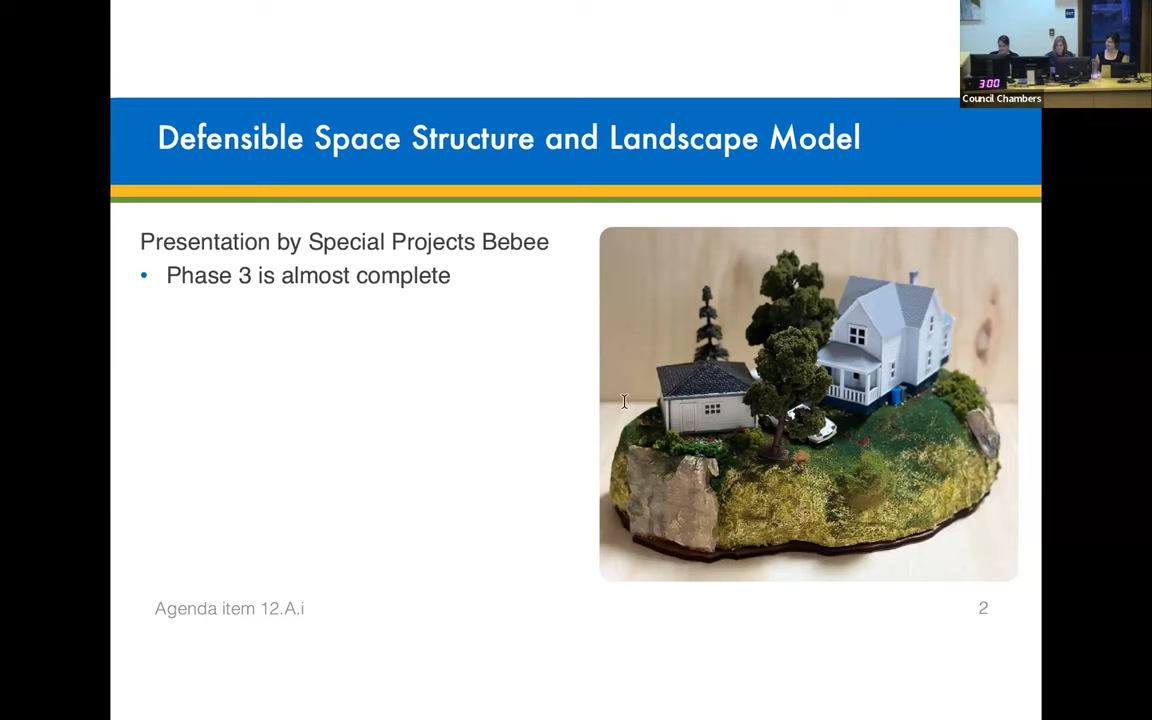 3:00
Council Chambers
Defensible Space Structure and Landscape Model
Presentation by Special Projects Bebee
• Phase 3 is almost complete
Agenda item 12.A.i
2